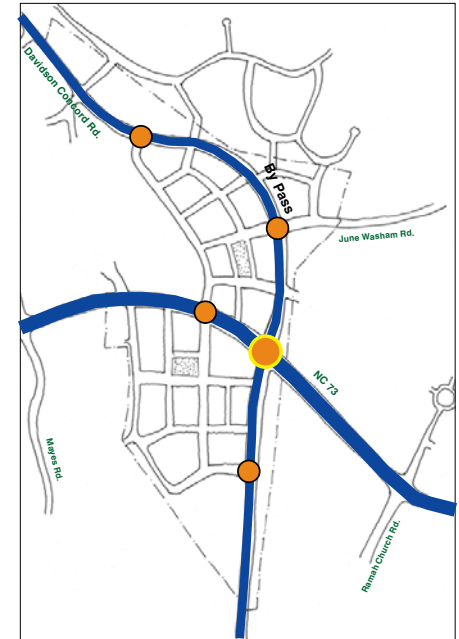 Davidson Concord Rd.
By Pass
June Washam Rd.
NC 73
Mayes Rd.
Ramah Church Rd.